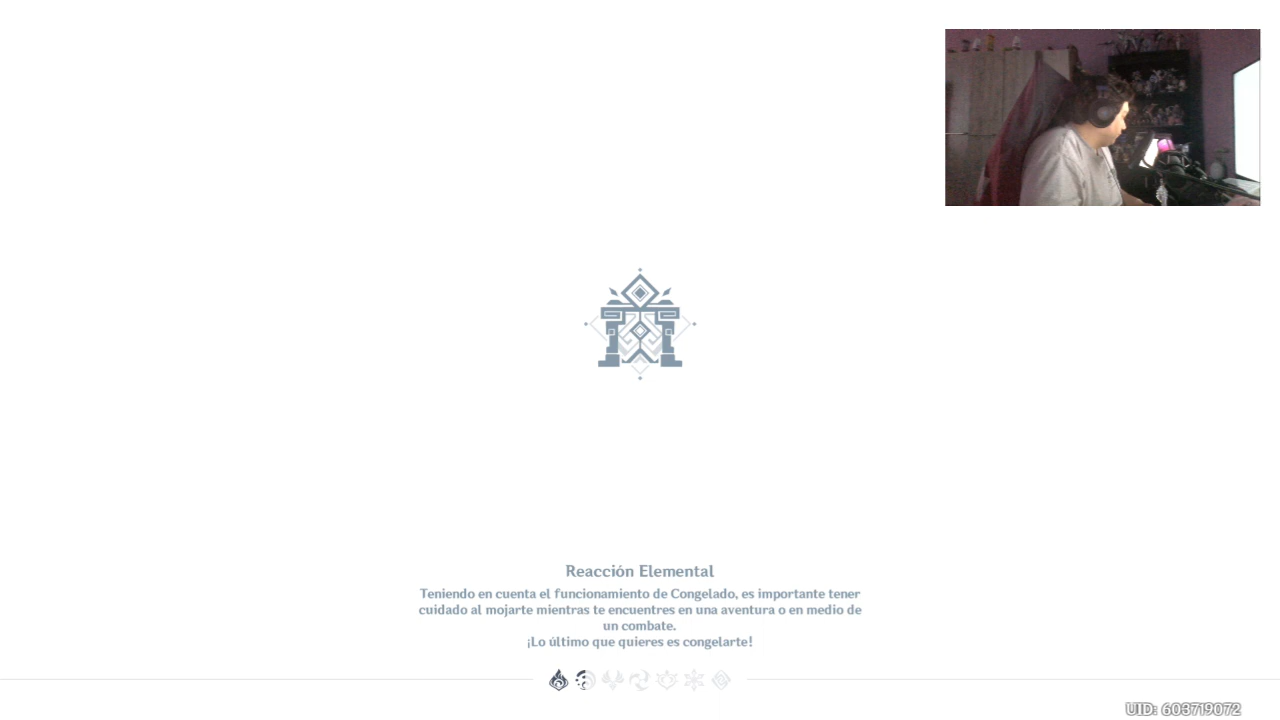 Reacción Elemental
Teniendo en cuenta el funcionamiento de Congelado, es importante tener
cuidado al mojarte mientras te encuentres en una aventura o en medio de
un combate.
¡Lo último que quieres es congelarte!
UID: 603719072